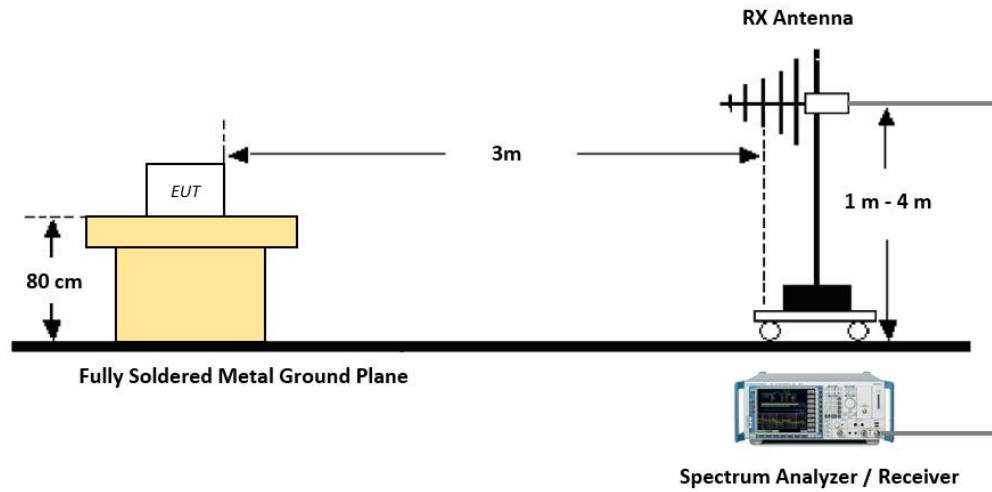 RX Antenna
3m
EUT
1 m - 4 m
80 cm
Fully Soldered Metal Ground Plane
Spectrum Analyzer / Receiver